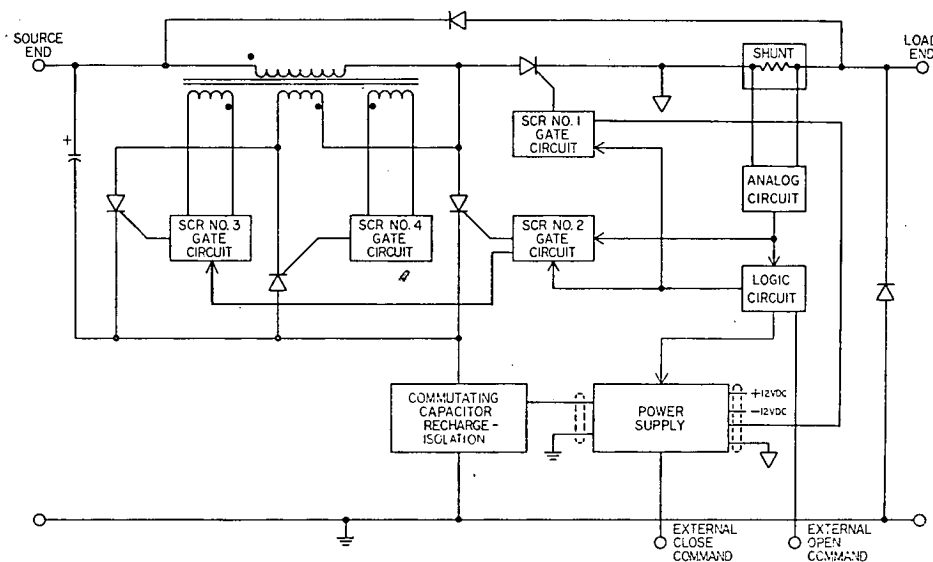 SOURCE
END
LOAD
END
SHUNT
+
SCR NO. 1
GATE
CIRCUIT
ANALOG
CIRCUIT
SCR NO. 3
GATE
CIRCUIT
SCR NO. 4
GATE
CIRCUIT
SCR NO. 2
GATE
CIRCUIT
LOGIC
CIRCUIT
COMMUTATING
CAPACITOR
RECHARGE-
ISOLATION
POWER
SUPPLY
+12VDC
-12VDC
EXTERNAL
CLOSE
COMMAND
EXTERNAL
OPEN
COMMAND